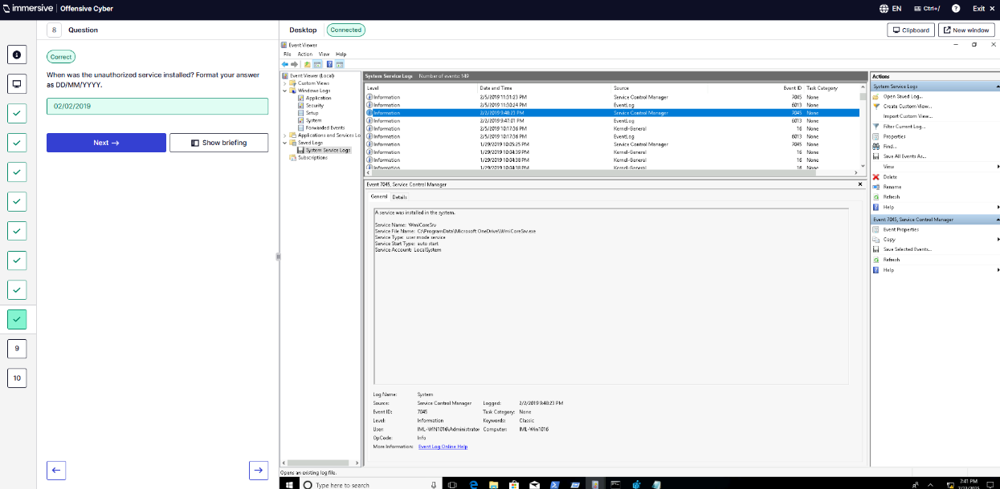 immersive | Offensive Cyber
EN Ctrl+/ Exit
8 Question
Correct
When was the unauthorized service installed? Format your answer
as DD/MM/YYYY.
02/02/2019
Next
Show briefing
9
10
Desktop Connected Clipboard New window
Event Viewer
File Action View Help
Event Viewer (Local)
Custom Views
Windows Logs
Application
Security
Setup
System
Forwarded Events
Applications and Services Lo
Saved Logs
System Service Logs
Subscriptions
System Service Logs Number of events: 149
Level Date and Time Source Event ID Task Category
Information 2/5/2019 11:31:23 PM Service Control Manager 7045 None
Information 2/5/2019 11:30:24 PM EventLog 6013 None
Information 2/2/2019 9:48:23 PM Service Control Manager 7045 None
Information 2/2/2019 9:47:01 PM EventLog 6013 None
Information 2/5/2019 10:17:36 PM Kernel-General 16 None
Information 2/5/2019 10:17:36 PM EventLog 6013 None
Information 1/29/2019 10:05:25 PM Service Control Manager 7045 None
Information 1/29/2019 10:04:39 PM Kernel-General 16 None
Information 1/29/2019 10:04:38 PM Kernel-General 16 None
Information 1/29/2019 10:04:38 PM Kernel-General 16 None
Event 7045, Service Control Manager
General Details
A service was installed in the system.
Service Name: WmiCoreSrv
Service File Name: C:\ProgramData\Microsoft OneDrive\WmiCoreSrv.exe
Service Type: user mode service
Service Start Type: auto start
Service Account: LocalSystem
Log Name: System
Source: Service Control Manager Logged: 2/2/2019 9:48:23 PM
Event ID: 7045 Task Category: None
Level: Information Keywords: Classic
User: IML-WIN1016\Administrator Computer: IML-Win1016
OpCode: Info
More Information: Event Log Online Help
Actions
System Service Logs
Open Saved Log...
Create Custom View...
Import Custom View...
Filter Current Log...
Properties
Find...
Save All Events As...
View
Delete
Rename
Refresh
Help
Event 7045, Service Control Manager
Event Properties
Copy
Save Selected Events...
Refresh
Help
Opens an existing log file.
Type here to search
7:41 PM